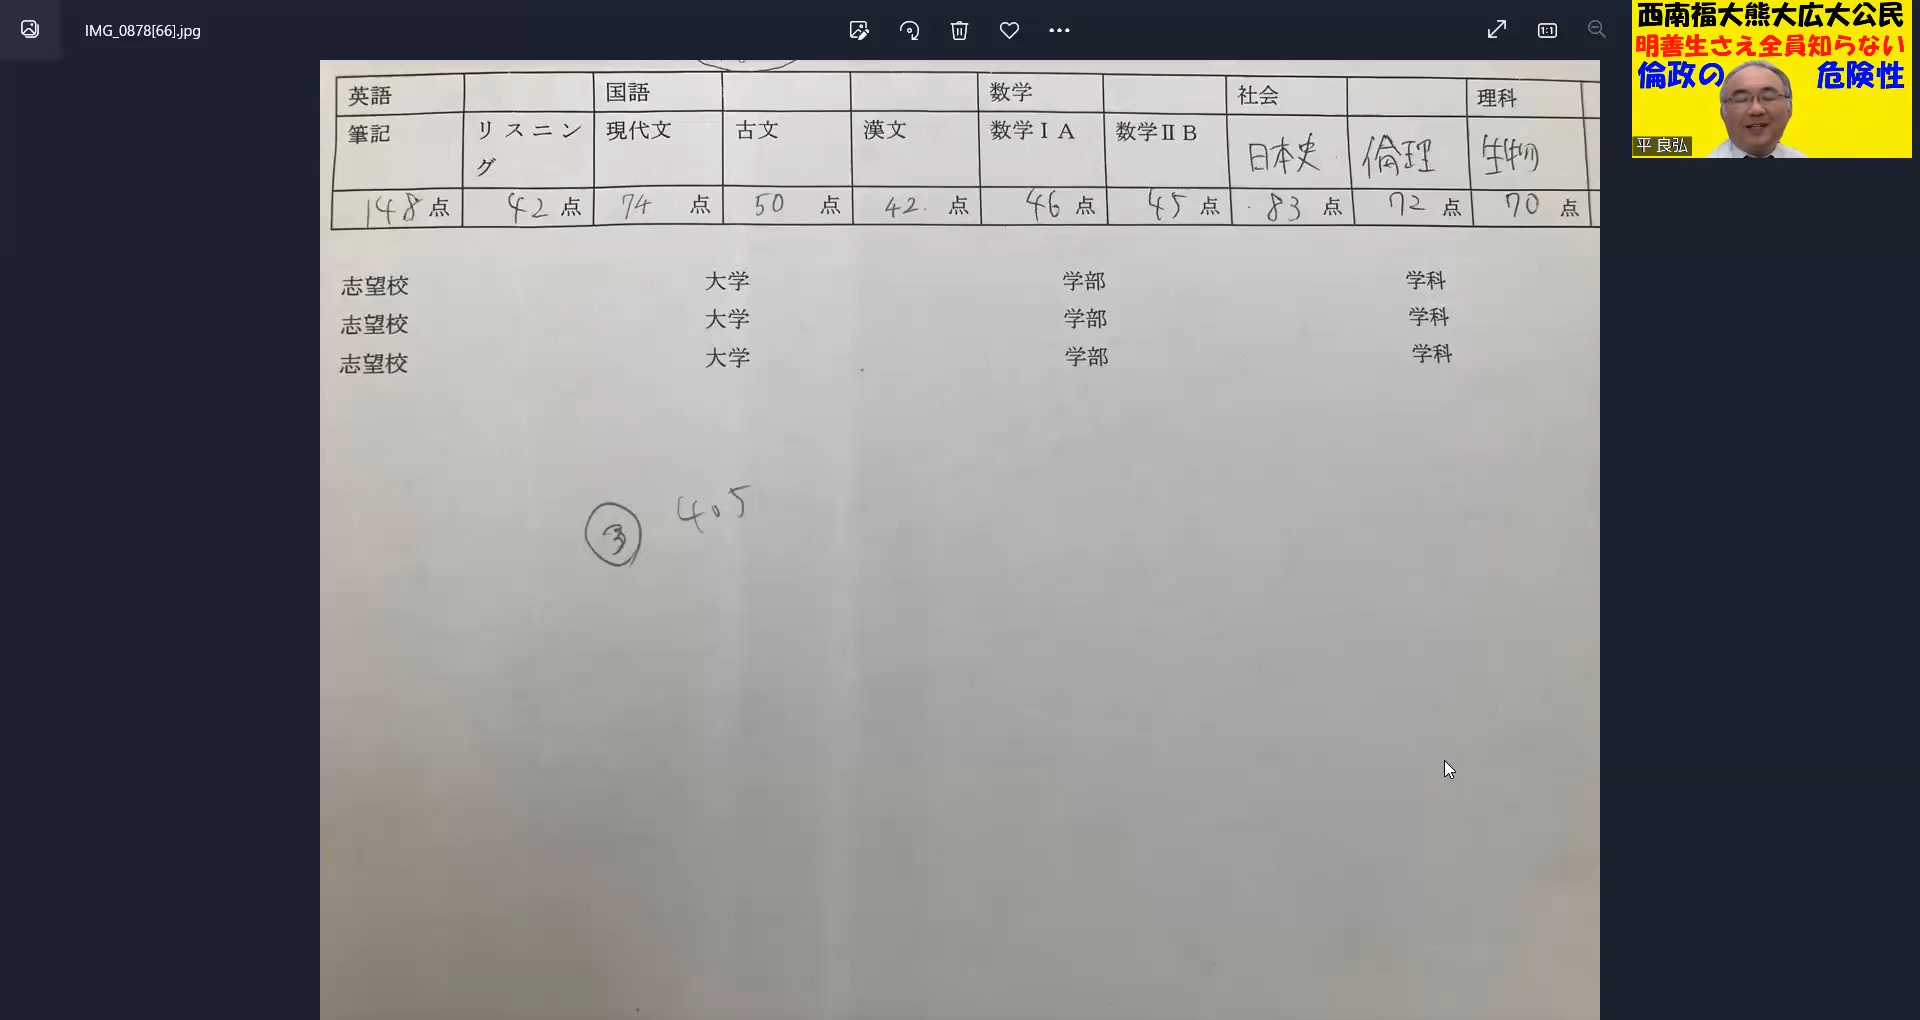 IMG_0878[66].jpg
西南福大熊大広大公民
明善生さえ全員知らない
倫政の 危険性
平 良弘
英語 国語 数学 社会 理科
筆記 リスニング 現代文 古文 漢文 数学ⅠA 数学ⅡB 日本史 倫理 生物
148点 42点 74点 50点 42.点 46点 45点 83点 72点 70点
志望校 大学 学部 学科
志望校 大学 学部 学科
志望校 大学 学部 学科
③ 405